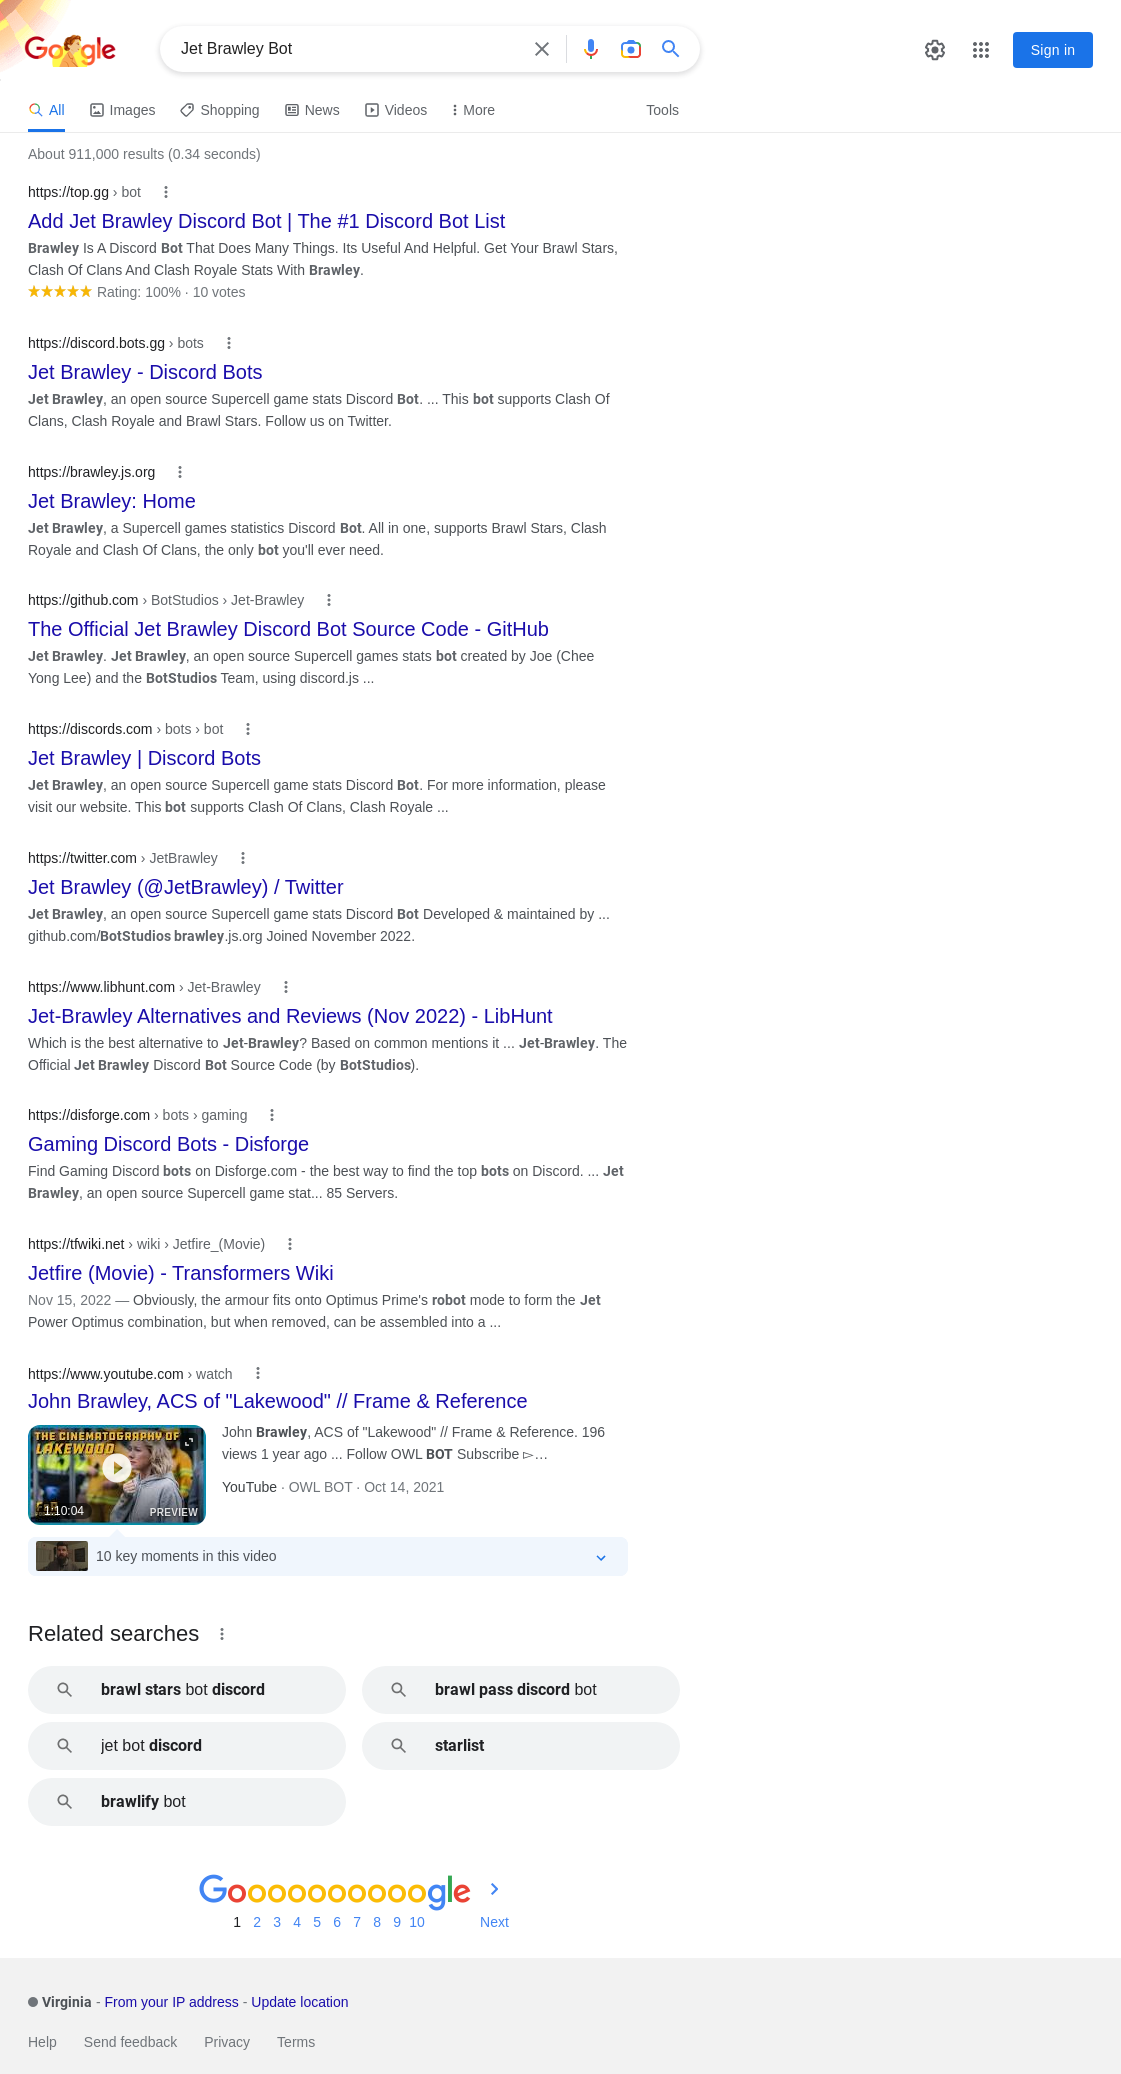 Google
Jet Brawley Bot
Sign in
All Images Shopping News Videos More Tools
About 911,000 results (0.34 seconds)
https://top.gg › bot
Add Jet Brawley Discord Bot | The #1 Discord Bot List
Brawley Is A Discord Bot That Does Many Things. Its Useful And Helpful. Get Your Brawl Stars,
Clash Of Clans And Clash Royale Stats With Brawley.
Rating: 100% · 10 votes
https://discord.bots.gg › bots
Jet Brawley - Discord Bots
Jet Brawley, an open source Supercell game stats Discord Bot. ... This bot supports Clash Of
Clans, Clash Royale and Brawl Stars. Follow us on Twitter.
https://brawley.js.org
Jet Brawley: Home
Jet Brawley, a Supercell games statistics Discord Bot. All in one, supports Brawl Stars, Clash
Royale and Clash Of Clans, the only bot you'll ever need.
https://github.com › BotStudios › Jet-Brawley
The Official Jet Brawley Discord Bot Source Code - GitHub
Jet Brawley. Jet Brawley, an open source Supercell games stats bot created by Joe (Chee
Yong Lee) and the BotStudios Team, using discord.js ...
https://discords.com › bots › bot
Jet Brawley | Discord Bots
Jet Brawley, an open source Supercell game stats Discord Bot. For more information, please
visit our website. This bot supports Clash Of Clans, Clash Royale ...
https://twitter.com › JetBrawley
Jet Brawley (@JetBrawley) / Twitter
Jet Brawley, an open source Supercell game stats Discord Bot Developed & maintained by ...
github.com/BotStudios brawley.js.org Joined November 2022.
https://www.libhunt.com › Jet-Brawley
Jet-Brawley Alternatives and Reviews (Nov 2022) - LibHunt
Which is the best alternative to Jet-Brawley? Based on common mentions it ... Jet-Brawley. The
Official Jet Brawley Discord Bot Source Code (by BotStudios).
https://disforge.com › bots › gaming
Gaming Discord Bots - Disforge
Find Gaming Discord bots on Disforge.com - the best way to find the top bots on Discord. ... Jet
Brawley, an open source Supercell game stat... 85 Servers.
https://tfwiki.net › wiki › Jetfire_(Movie)
Jetfire (Movie) - Transformers Wiki
Nov 15, 2022 — Obviously, the armour fits onto Optimus Prime's robot mode to form the Jet
Power Optimus combination, but when removed, can be assembled into a ...
https://www.youtube.com › watch
John Brawley, ACS of "Lakewood" // Frame & Reference
THE CINEMATOGRAPHY OF
LAKEWOOD
1:10:04
PREVIEW
John Brawley, ACS of "Lakewood" // Frame & Reference. 196
views 1 year ago ... Follow OWL BOT Subscribe ▻…
YouTube · OWL BOT · Oct 14, 2021
10 key moments in this video
Related searches
brawl stars bot discord
brawl pass discord bot
jet bot discord
starlist
brawlify bot
Goooooooooogle
1 2 3 4 5 6 7 8 9 10 Next
Virginia - From your IP address - Update location
Help Send feedback Privacy Terms